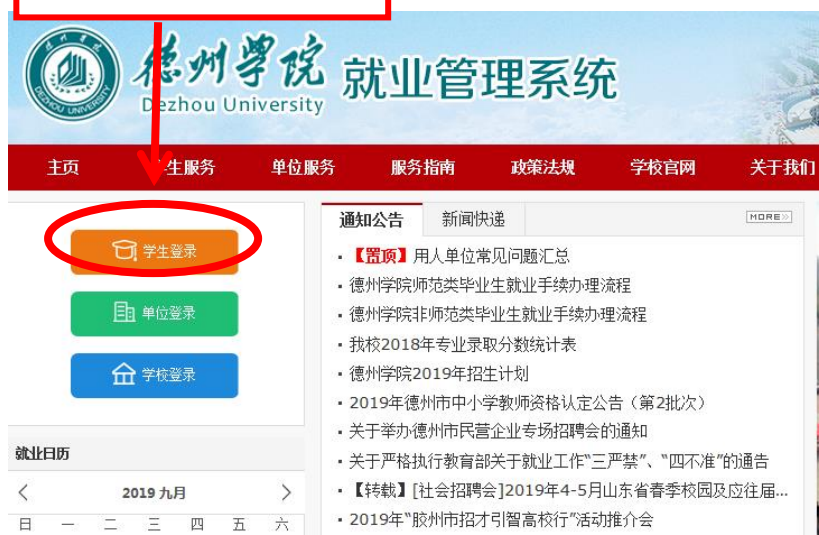 德州學院
Dezhou University
就业管理系统
DEZHOU UNIVERSITY
主页 生服务 单位服务 服务指南 政策法规 学校官网 关于我们
学生登录
单位登录
学校登录
通知公告 新闻快递 MORE
·【置顶】用人单位常见问题汇总
·德州学院师范类毕业生就业手续办理流程
·德州学院非师范类毕业生就业手续办理流程
·我校2018年专业录取分数统计表
·德州学院2019年招生计划
·2019年德州市中小学教师资格认定公告（第2批次）
·关于举办德州市民营企业专场招聘会的通知
·关于严格执行教育部关于就业工作“三严禁”、“四不准”的通告
·【转载】[社会招聘会]2019年4-5月山东省春季校园及应往届...
·2019年“胶州市招才引智高校行”活动推介会
就业日历
< 2019 九月 >
日 一 二 三 四 五 六